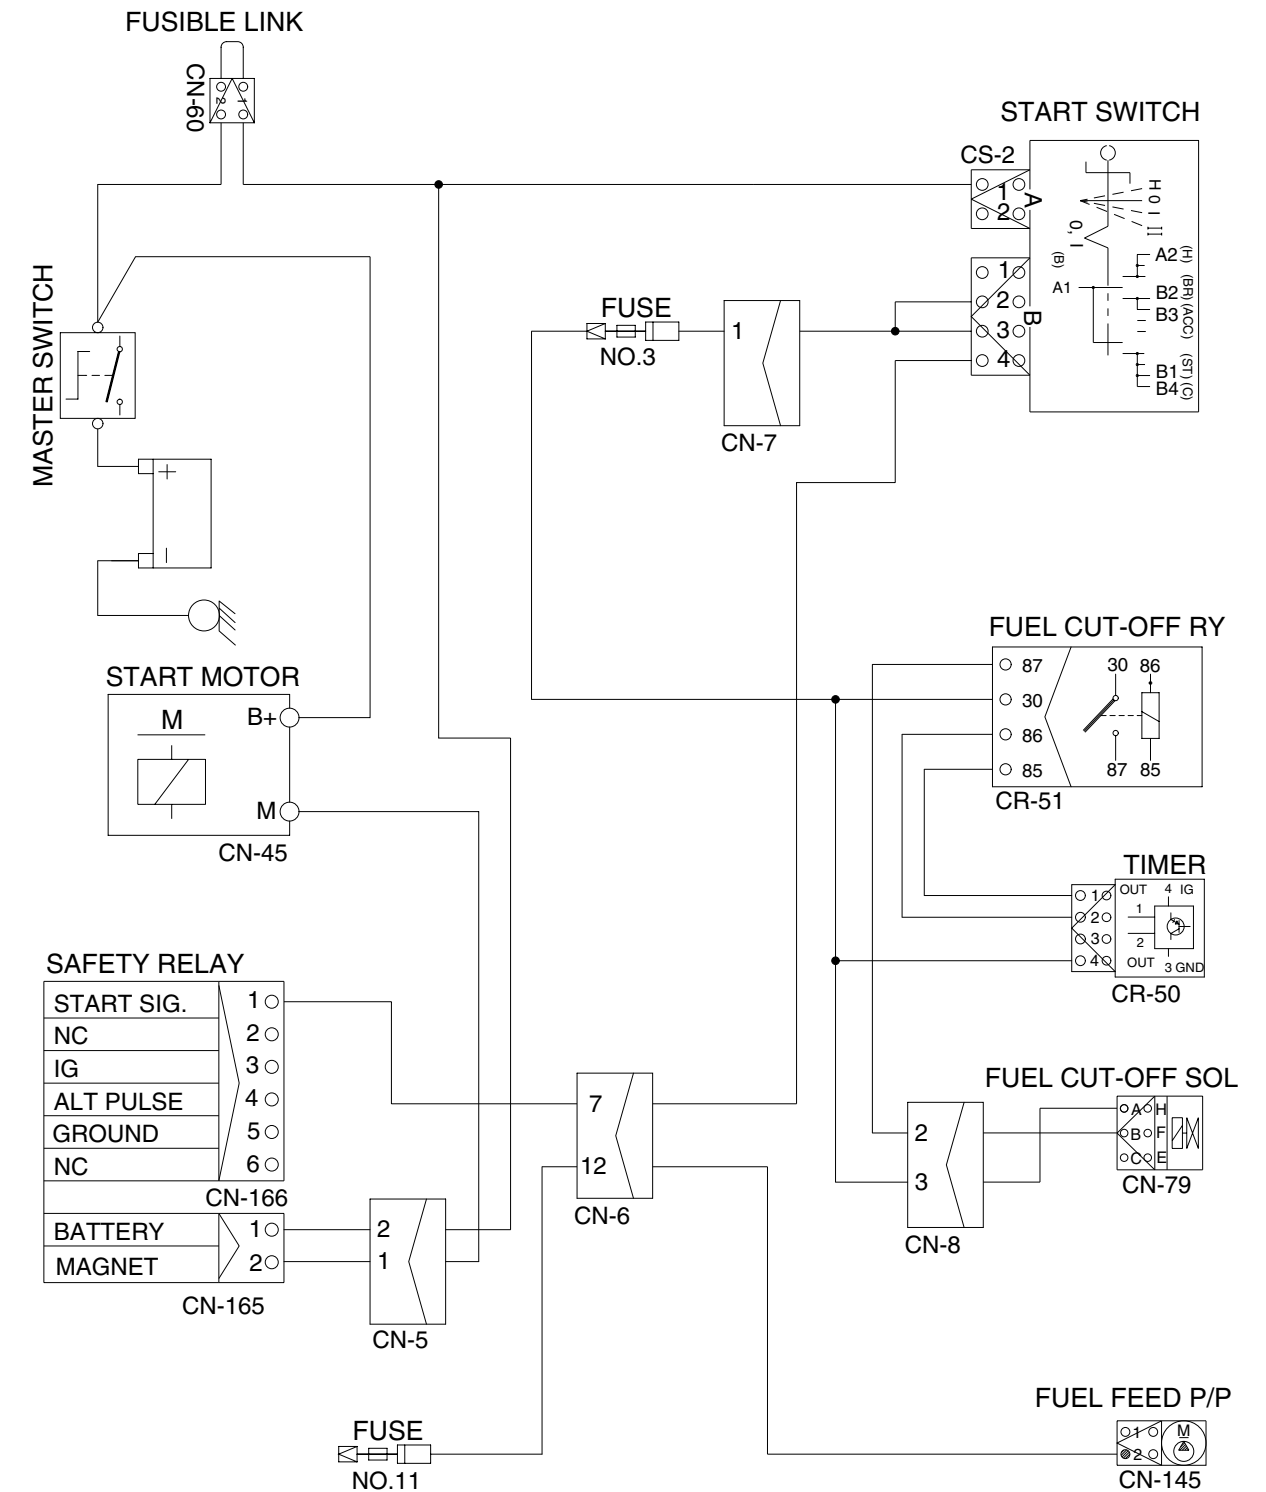 FUSIBLE LINK
CN-60
2 1
START SWITCH
CS-2
1
2
A
H O I II
0, I
(B)
A1
A2 (H)
B2 (BR)
B3 (ACC)
B1 (ST)
B4 (C)
1
2
3
4
B
FUSE
NO.3
1
CN-7
MASTER SWITCH
+
−
START MOTOR
M
B+
M
CN-45
FUEL CUT-OFF RY
87
30
86
85
30 86
87 85
CR-51
TIMER
1
2
3
4
OUT 4 IG
1
2
OUT 3 GND
CR-50
SAFETY RELAY
START SIG. 1
NC 2
IG 3
ALT PULSE 4
GROUND 5
NC 6
CN-166
BATTERY 1
MAGNET 2
CN-165
2
1
CN-5
7
12
CN-6
2
3
CN-8
FUEL CUT-OFF SOL
A H
B F
C E
CN-79
FUSE
NO.11
FUEL FEED P/P
1
2
M
CN-145